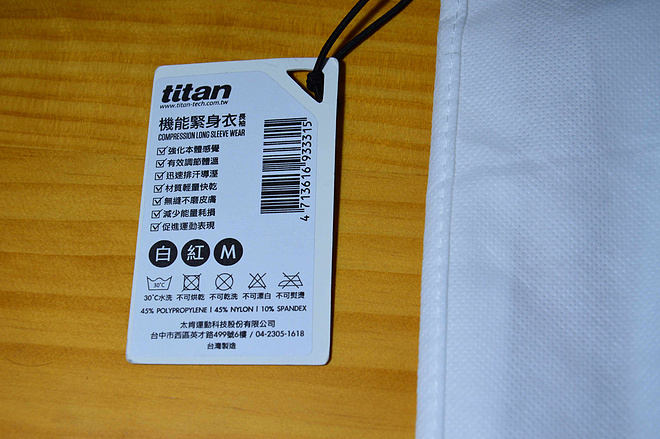 titan
www.titan-tech.com.tw
機能緊身衣長袖
COMPRESSION LONG SLEEVE WEAR
強化本體感覺
有效調節體溫
迅速排汗導溼
材質輕量快乾
無縫不磨皮膚
減少能量耗損
促進運動表現
4 713616 933315
白 紅 M
30°C
30°C水洗 不可烘乾 不可乾洗 不可漂白 不可熨燙
45% POLYPROPYLENE | 45% NYLON | 10% SPANDEX
太肯運動科技股份有限公司
台中市西區英才路499號6樓 / 04-2305-1618
台灣製造